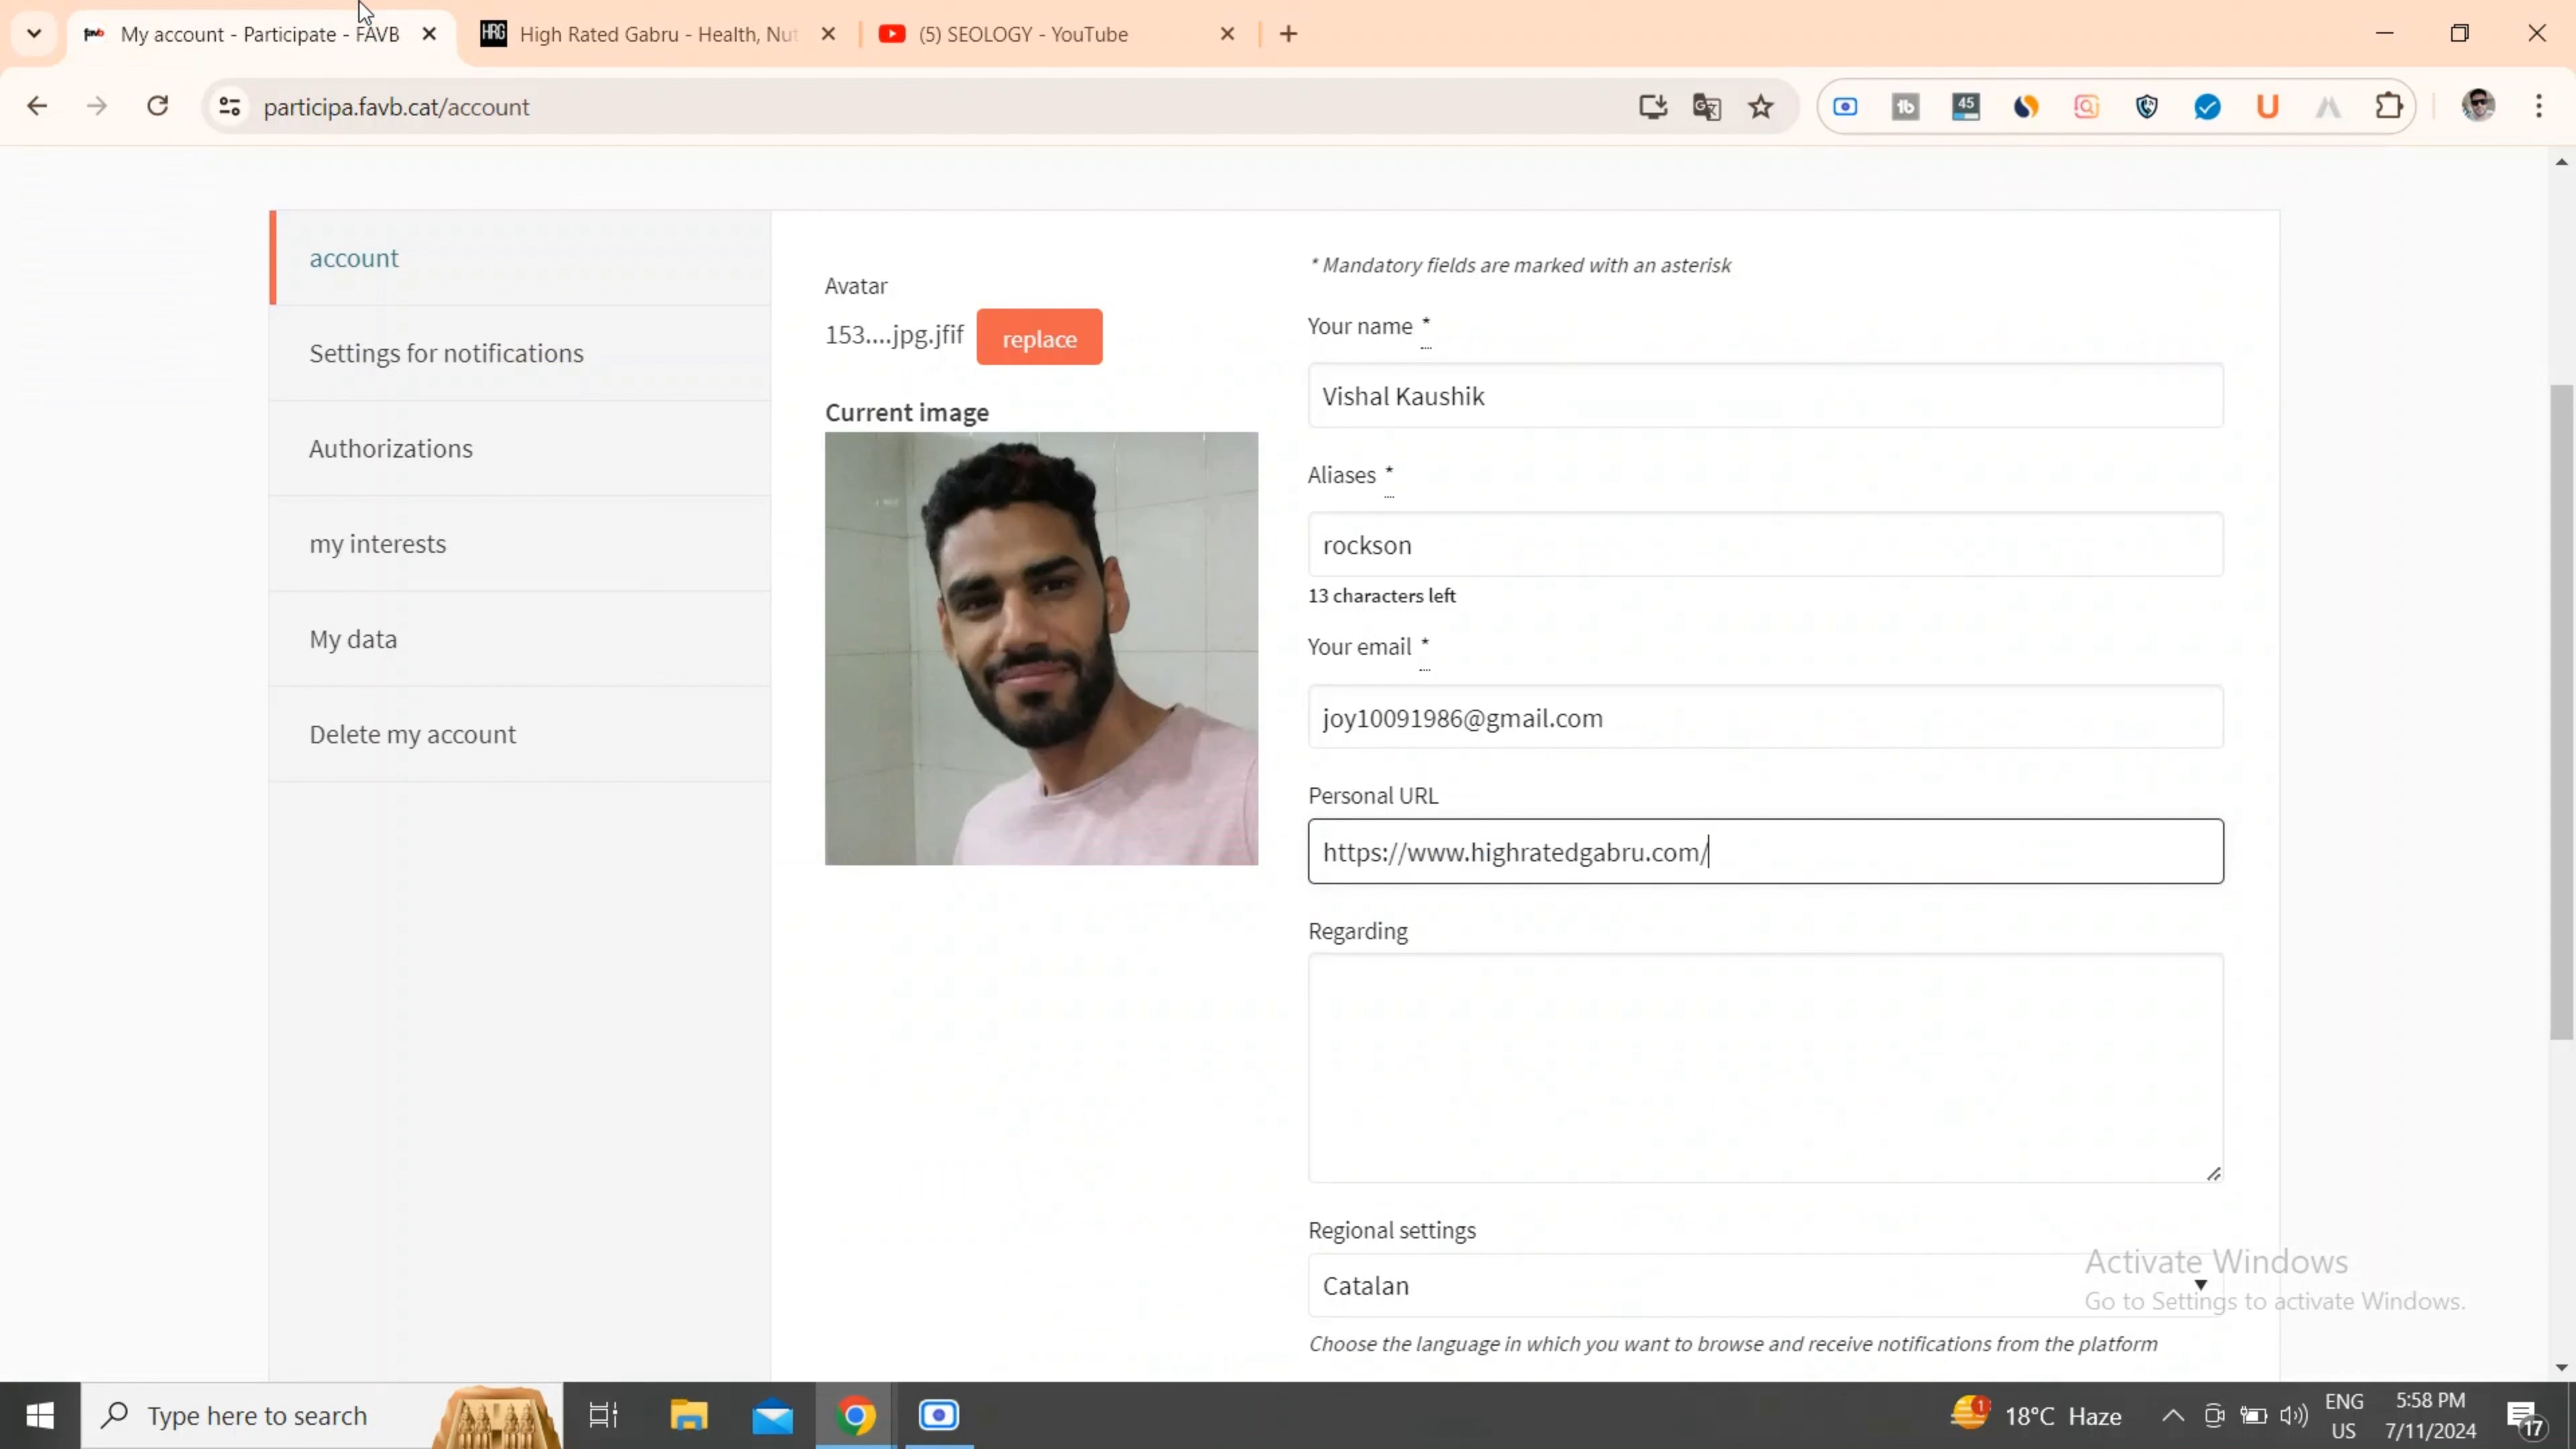 My account - Participate - FAVB
HRG High Rated Gabru - Health, Nut
(5) SEOLOGY - YouTube
participa.favb.cat/account
45
account
Settings for notifications
Authorizations
my interests
My data
Delete my account
Avatar
153....jpg.jfif replace
Current image
* Mandatory fields are marked with an asterisk
Your name *
Vishal Kaushik
Aliases *
rockson
13 characters left
Your email *
joy10091986@gmail.com
Personal URL
https://www.highratedgabru.com/
Regarding
Regional settings
Catalan
Choose the language in which you want to browse and receive notifications from the platform
Activate Windows
Go to Settings to activate Windows.
Type here to search
1
18°C Haze
ENG
US
5:58 PM
7/11/2024
17